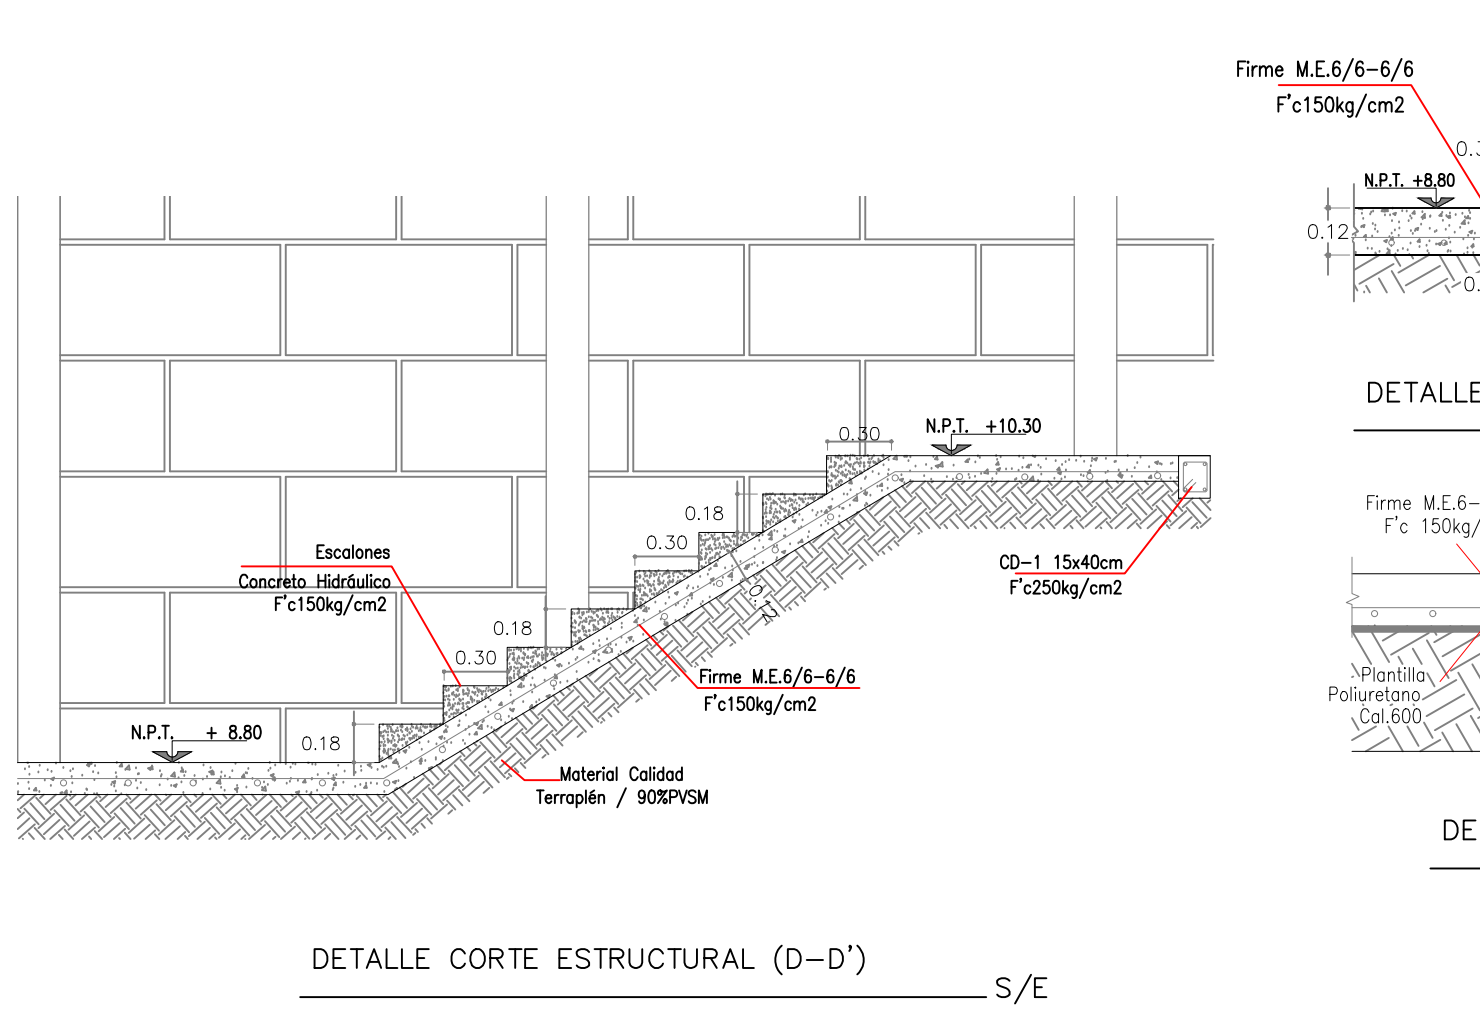 Firme M.E.6/6-6/6
F'c150kg/cm2
N.P.T. +8.80
0.12
DETALLE
0.30
N.P.T. +10.30
0.18
0.30
Escalones
Concreto Hidráulico
F'c150kg/cm2
0.12
CD-1 15x40cm
F'c250kg/cm2
0.18
0.30
Firme M.E.6/6-6/6
F'c150kg/cm2
N.P.T. + 8.80
0.18
Material Calidad
Terraplén / 90%PVSM
Firme M.E.6-
F'c 150kg/
Plantilla
Poliuretano
Cal.600
DETALLE CORTE ESTRUCTURAL (D-D')
S/E